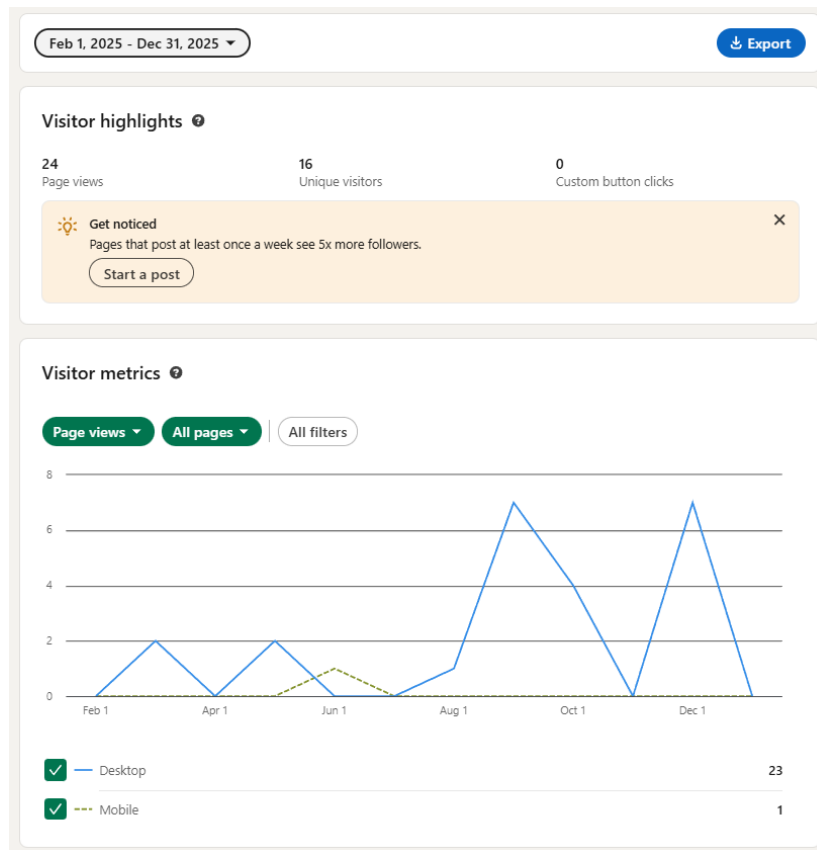 Feb 1, 2025 - Dec 31, 2025
Export
Visitor highlights
24
Page views
16
Unique visitors
0
Custom button clicks
Get noticed
Pages that post at least once a week see 5x more followers.
Start a post
Visitor metrics
Page views
All pages
All filters
8
6
4
2
0
Feb 1
Apr 1
Jun 1
Aug 1
Oct 1
Dec 1
Desktop 23
Mobile 1